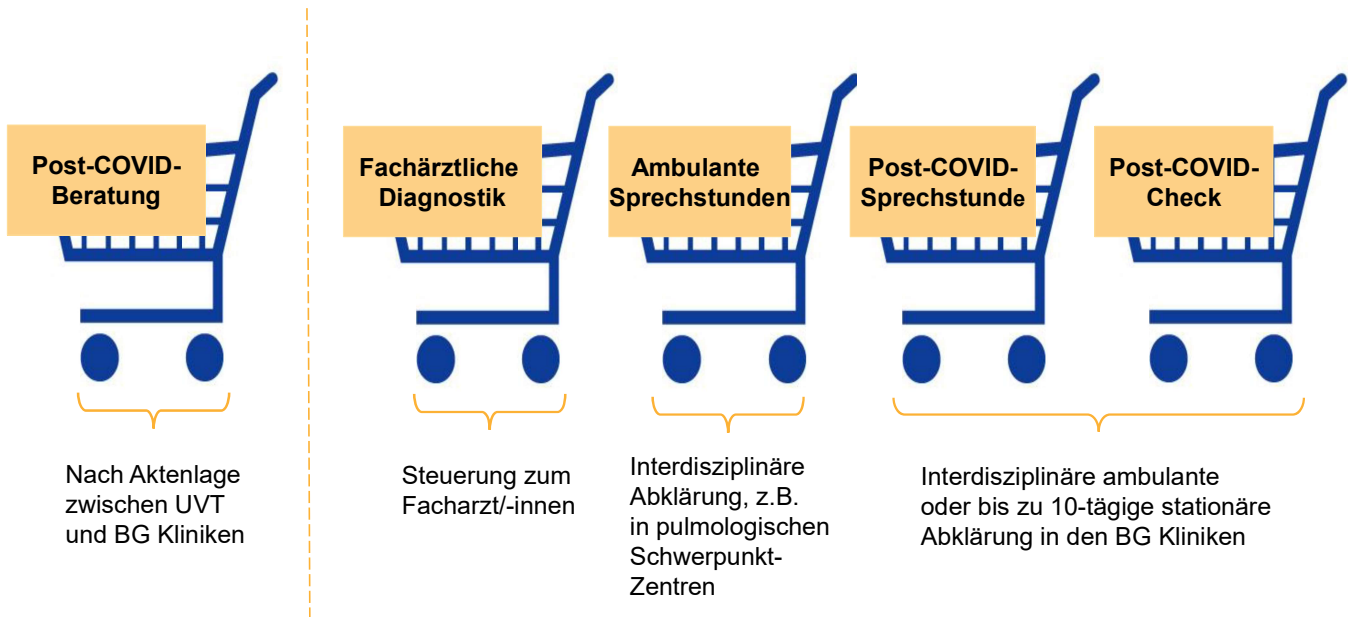 Post-COVID-
Beratung
Fachärztliche
Diagnostik
Ambulante
Sprechstunden
Post-COVID-
Sprechstunde
Post-COVID-
Check
Nach Aktenlage
zwischen UVT
und BG Kliniken
Steuerung zum
Facharzt/-innen
Interdisziplinäre
Abklärung, z.B.
in pulmologischen
Schwerpunkt-
Zentren
Interdisziplinäre ambulante
oder bis zu 10-tägige stationäre
Abklärung in den BG Kliniken